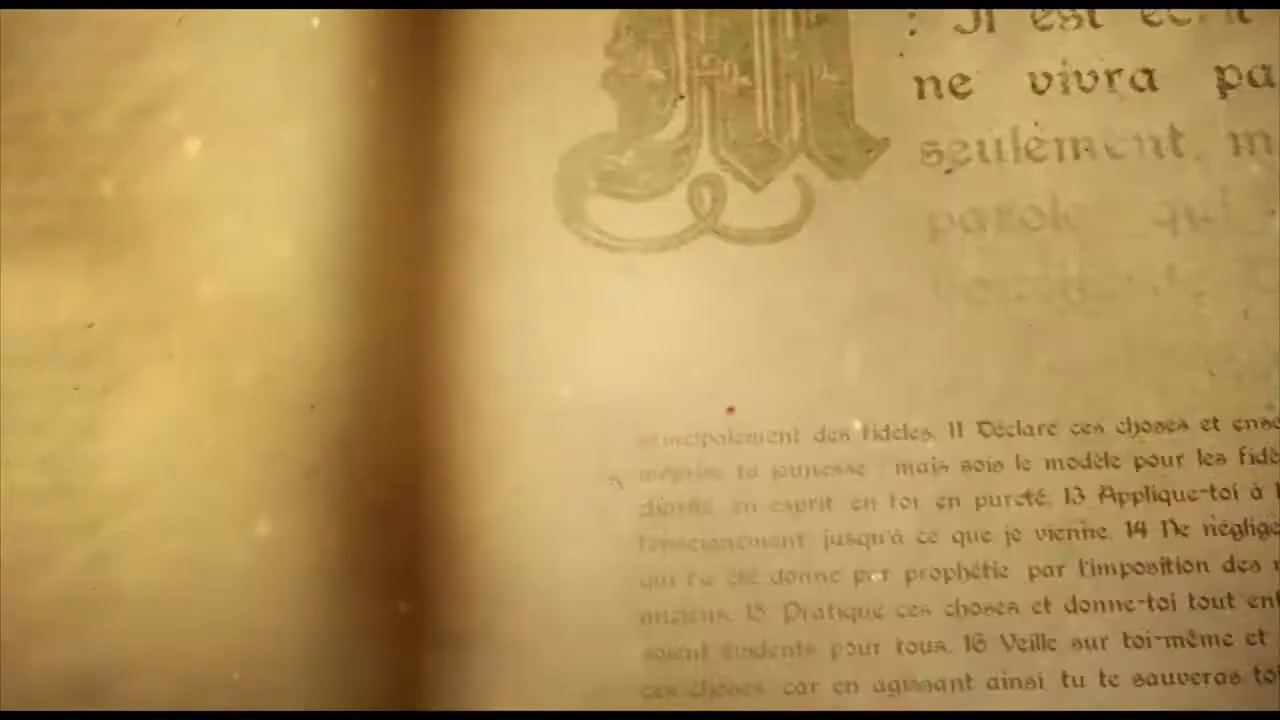 : Il est écrit
ne vivra pa
seulement, m
parole qui
principalement des fidèles. 11 Déclare ces choses et ense
méprise ta jeunesse ; mais sois le modèle pour les fidè
en esprit en foi, en pureté. 13 Applique-toi à l
l'enseignement jusqu'à ce que je vienne. 14 Ne néglige
qui t'a été donné par prophétie par l'imposition des
anciens. 15 Pratique ces choses et donne-toi tout ent
soient évidents pour tous. 16 Veille sur toi-même et
ces choses car en agissant ainsi tu te sauveras toi